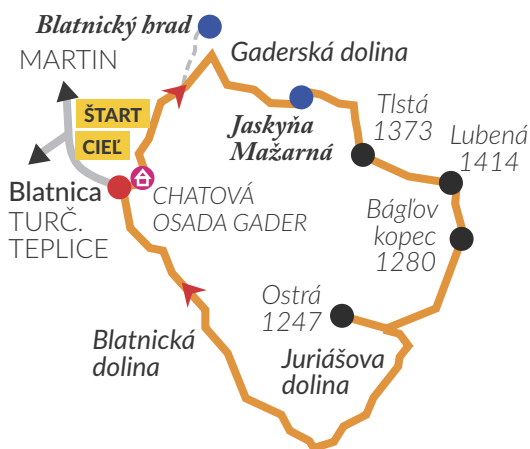 Blatnický hrad
MARTIN
Gaderská dolina
ŠTART
CIEĽ
Jaskyňa
Mažarná
Tlstá
1373
Lubená
1414
Blatnica
TURČ.
TEPLICE
CHATOVÁ
OSADA GADER
Bágľov
kopec
1280
Ostrá
1247
Blatnická
dolina
Juriášova
dolina